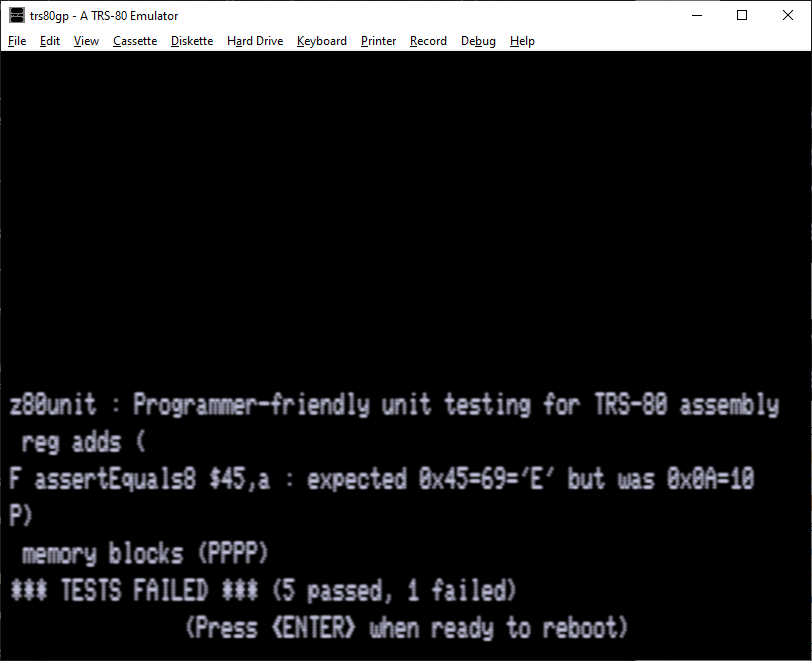 trs80gp - A TRS-80 Emulator
File Edit View Cassette Diskette Hard Drive Keyboard Printer Record Debug Help
z80unit : Programmer-friendly unit testing for TRS-80 assembly
reg adds (
F assertEquals8 $45,a : expected 0x45=69='E' but was 0x0A=10
P)
memory blocks (PPPP)
*** TESTS FAILED *** (5 passed, 1 failed)
(Press <ENTER> when ready to reboot)